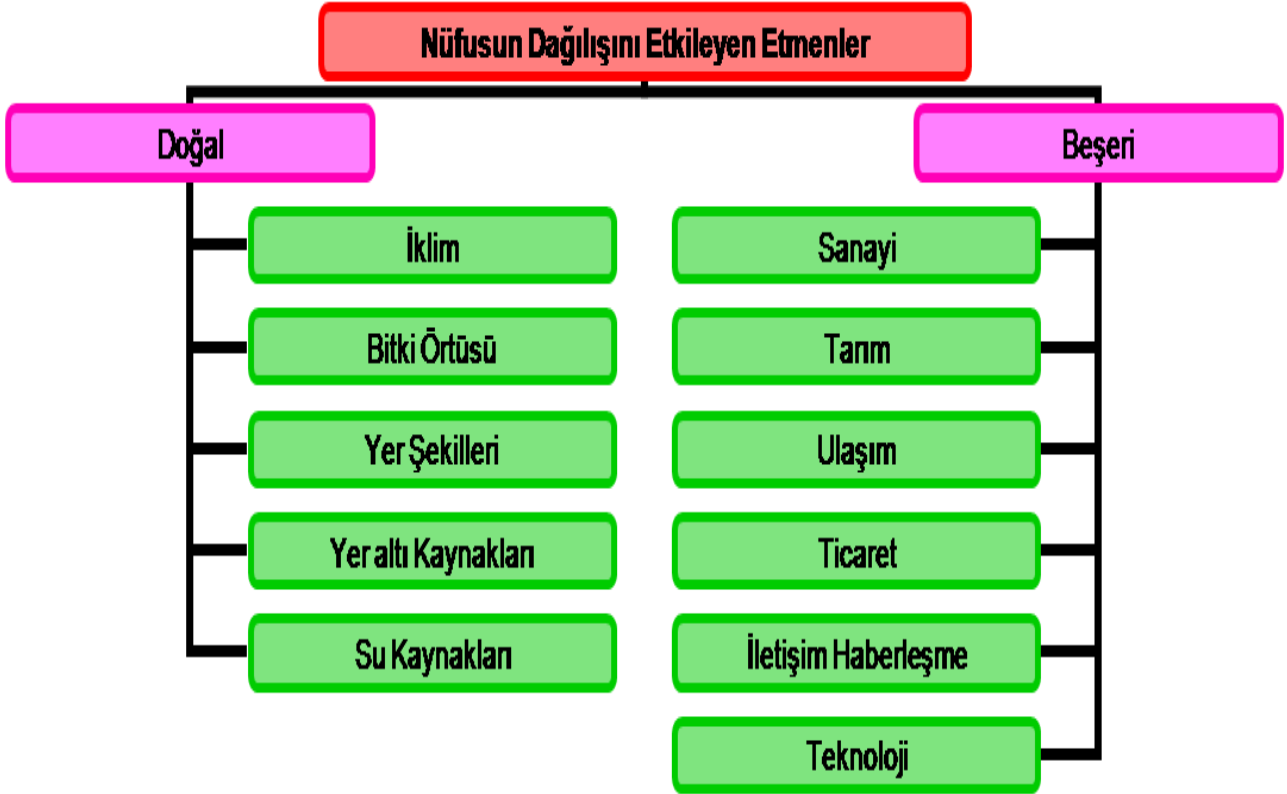 Nüfusun Dağılışını Etkileyen Etmenler
Doğal
Beşeri
İklim
Sanayi
Bitki Örtüsü
Tarım
Yer Şekilleri
Ulaşım
Yer altı Kaynakları
Ticaret
Su Kaynakları
İletişim Haberleşme
Teknoloji